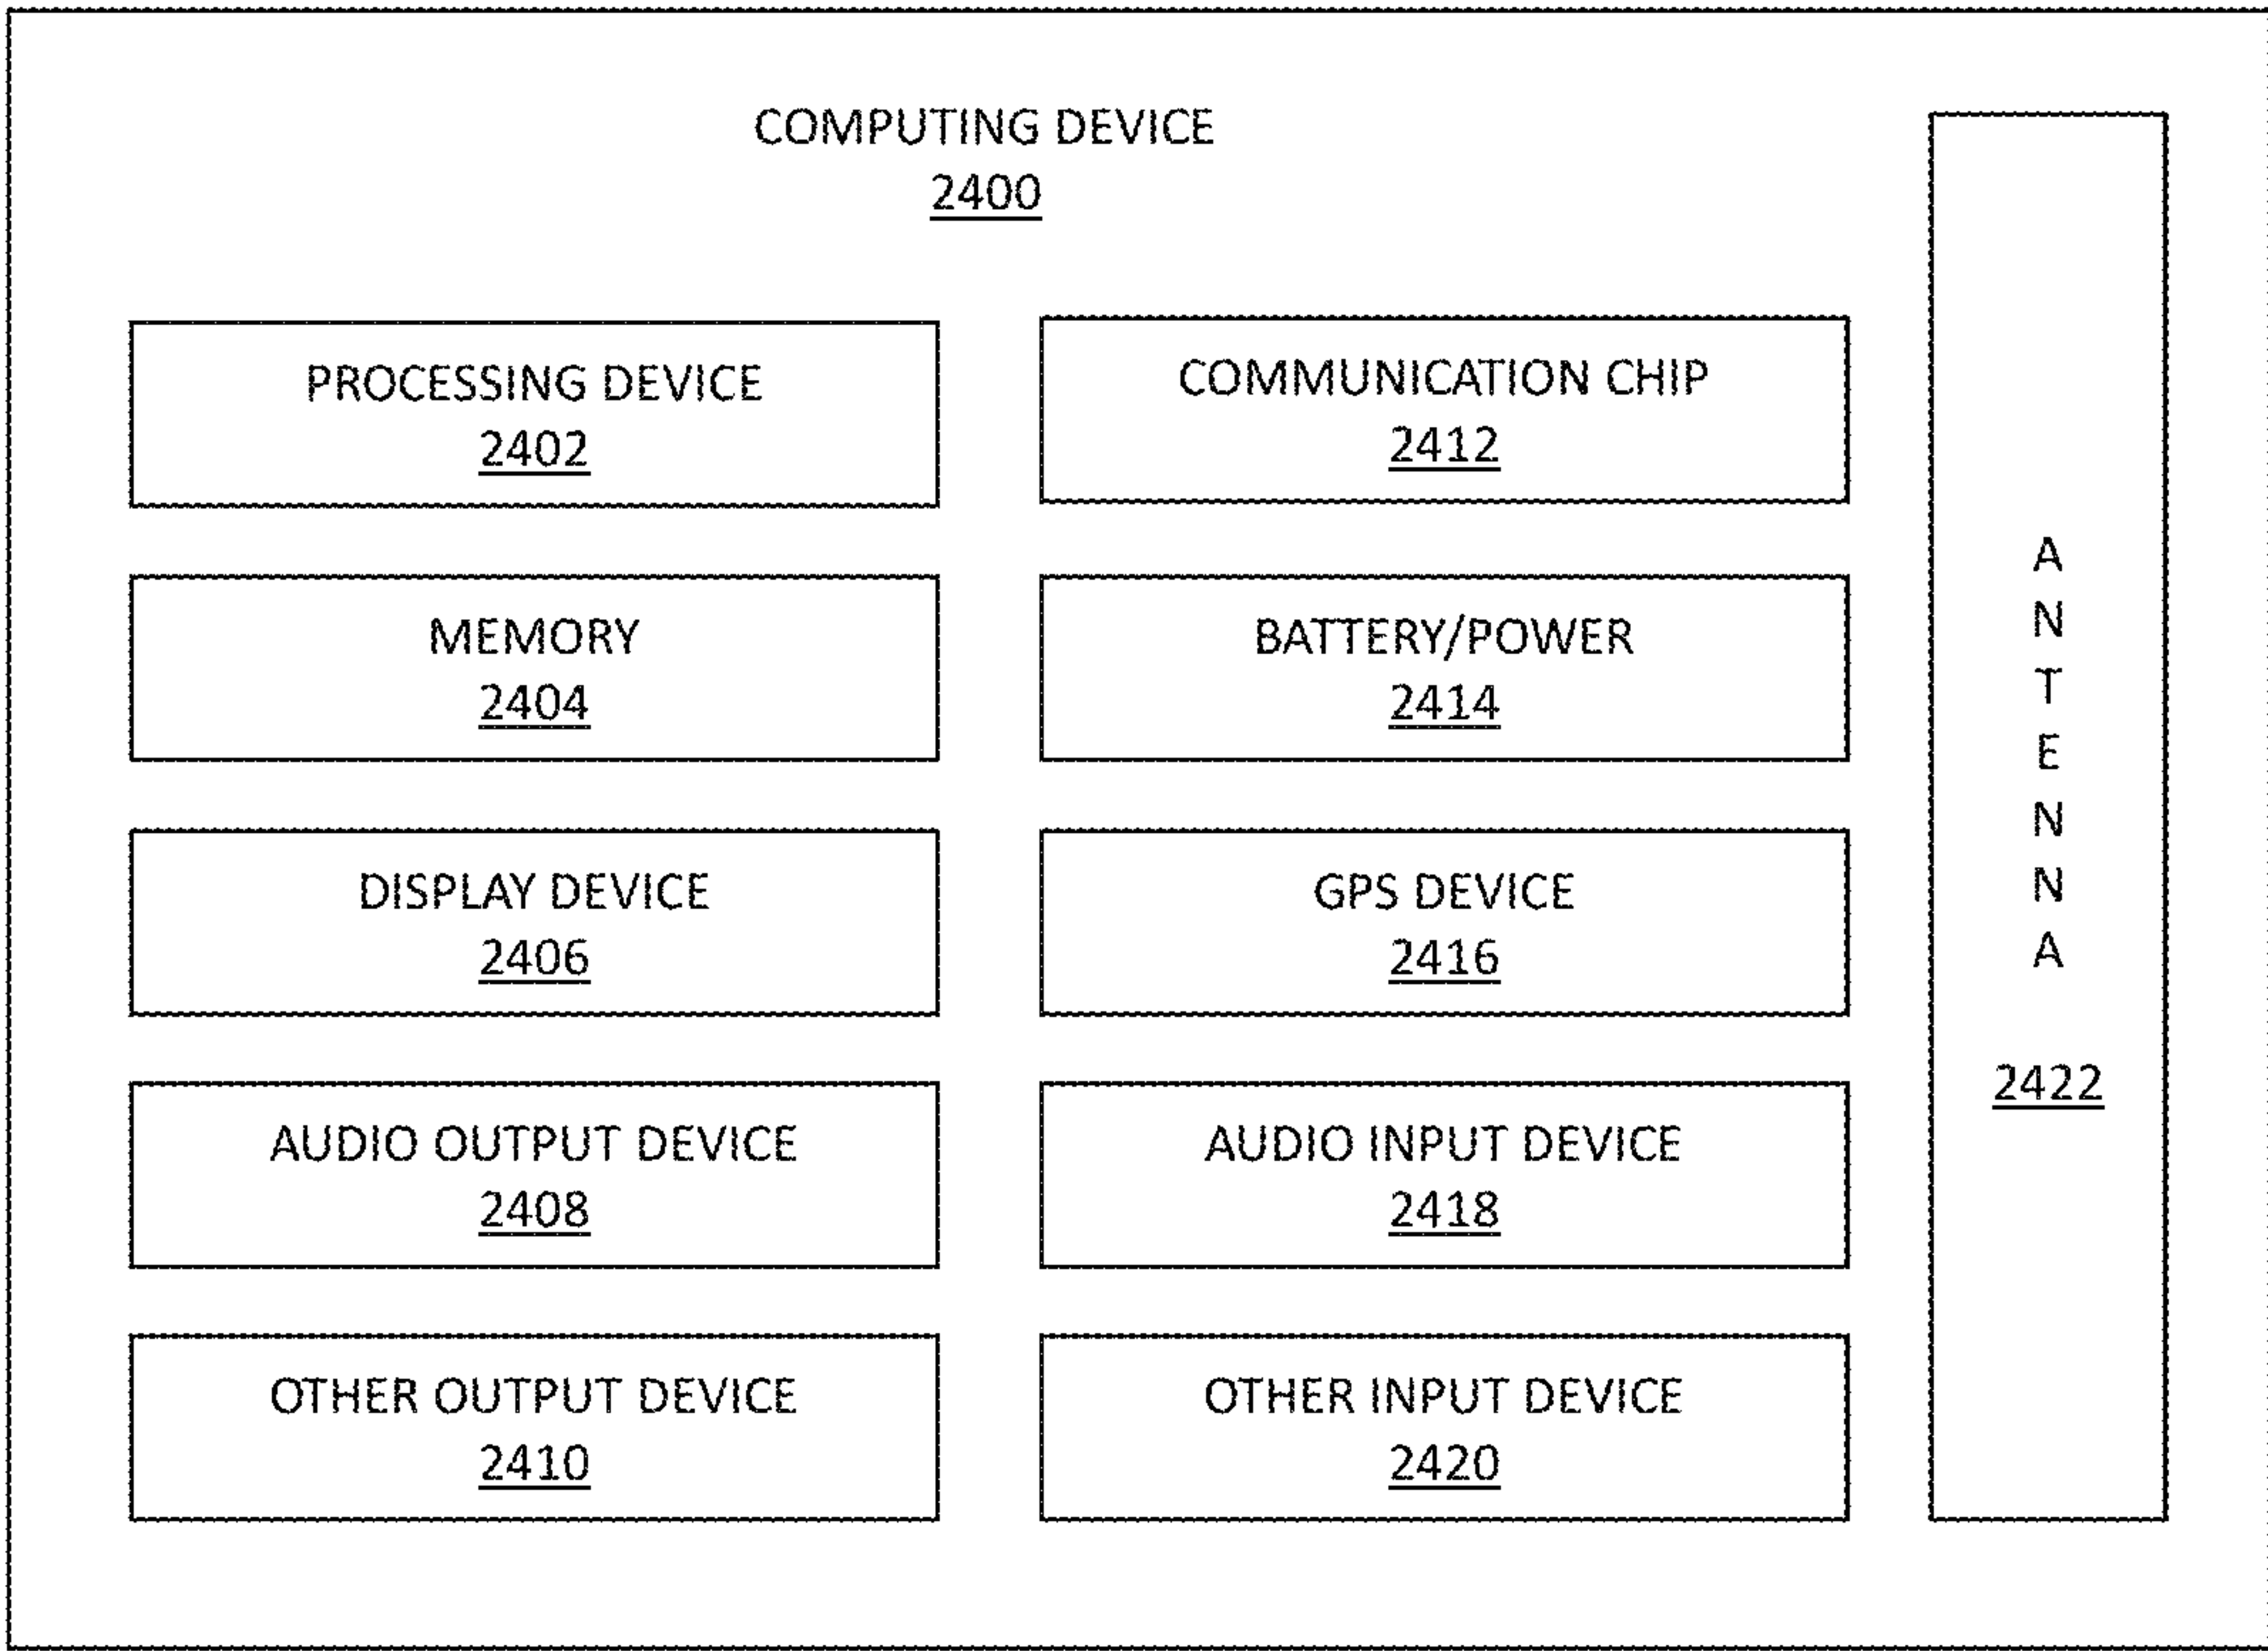 COMPUTING DEVICE
2400
PROCESSING DEVICE
2402
COMMUNICATION CHIP
2412
MEMORY
2404
BATTERY/POWER
2414
DISPLAY DEVICE
2406
GPS DEVICE
2416
AUDIO OUTPUT DEVICE
2408
AUDIO INPUT DEVICE
2418
OTHER OUTPUT DEVICE
2410
OTHER INPUT DEVICE
2420
ANTENNA
2422